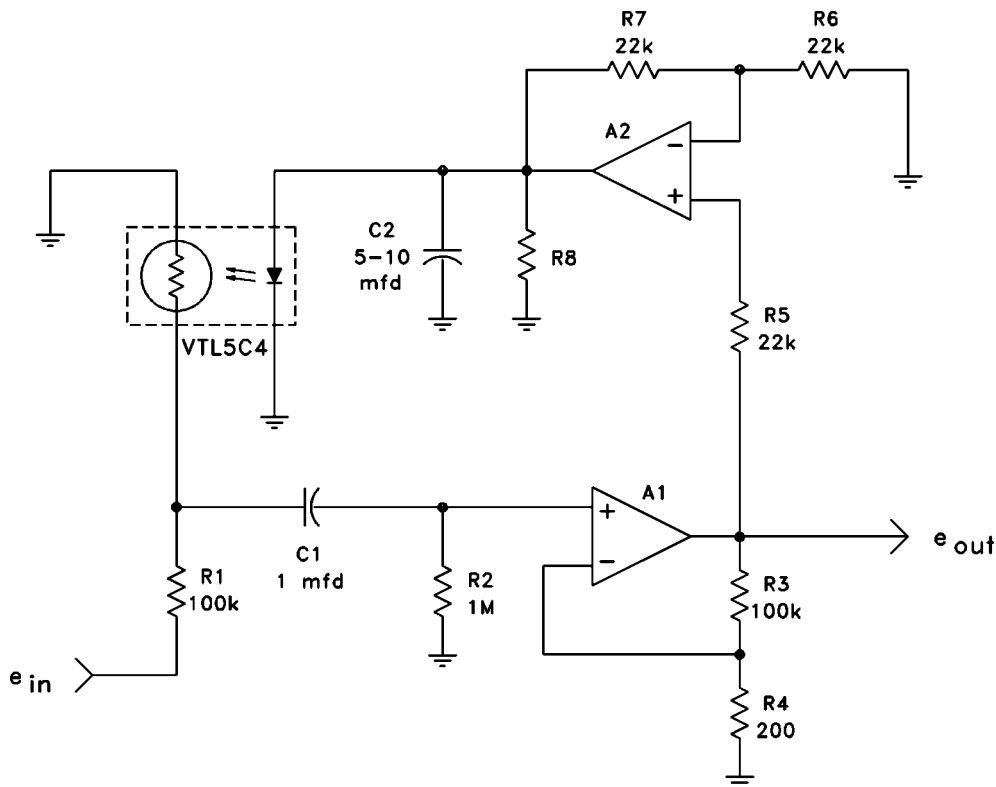 R7
22k
R6
22k
A2
−
+
C2
5-10
mfd
R8
R5
22k
VTL5C4
A1
+
−
C1
1 mfd
R1
100k
R2
1M
R3
100k
R4
200
e in
e out